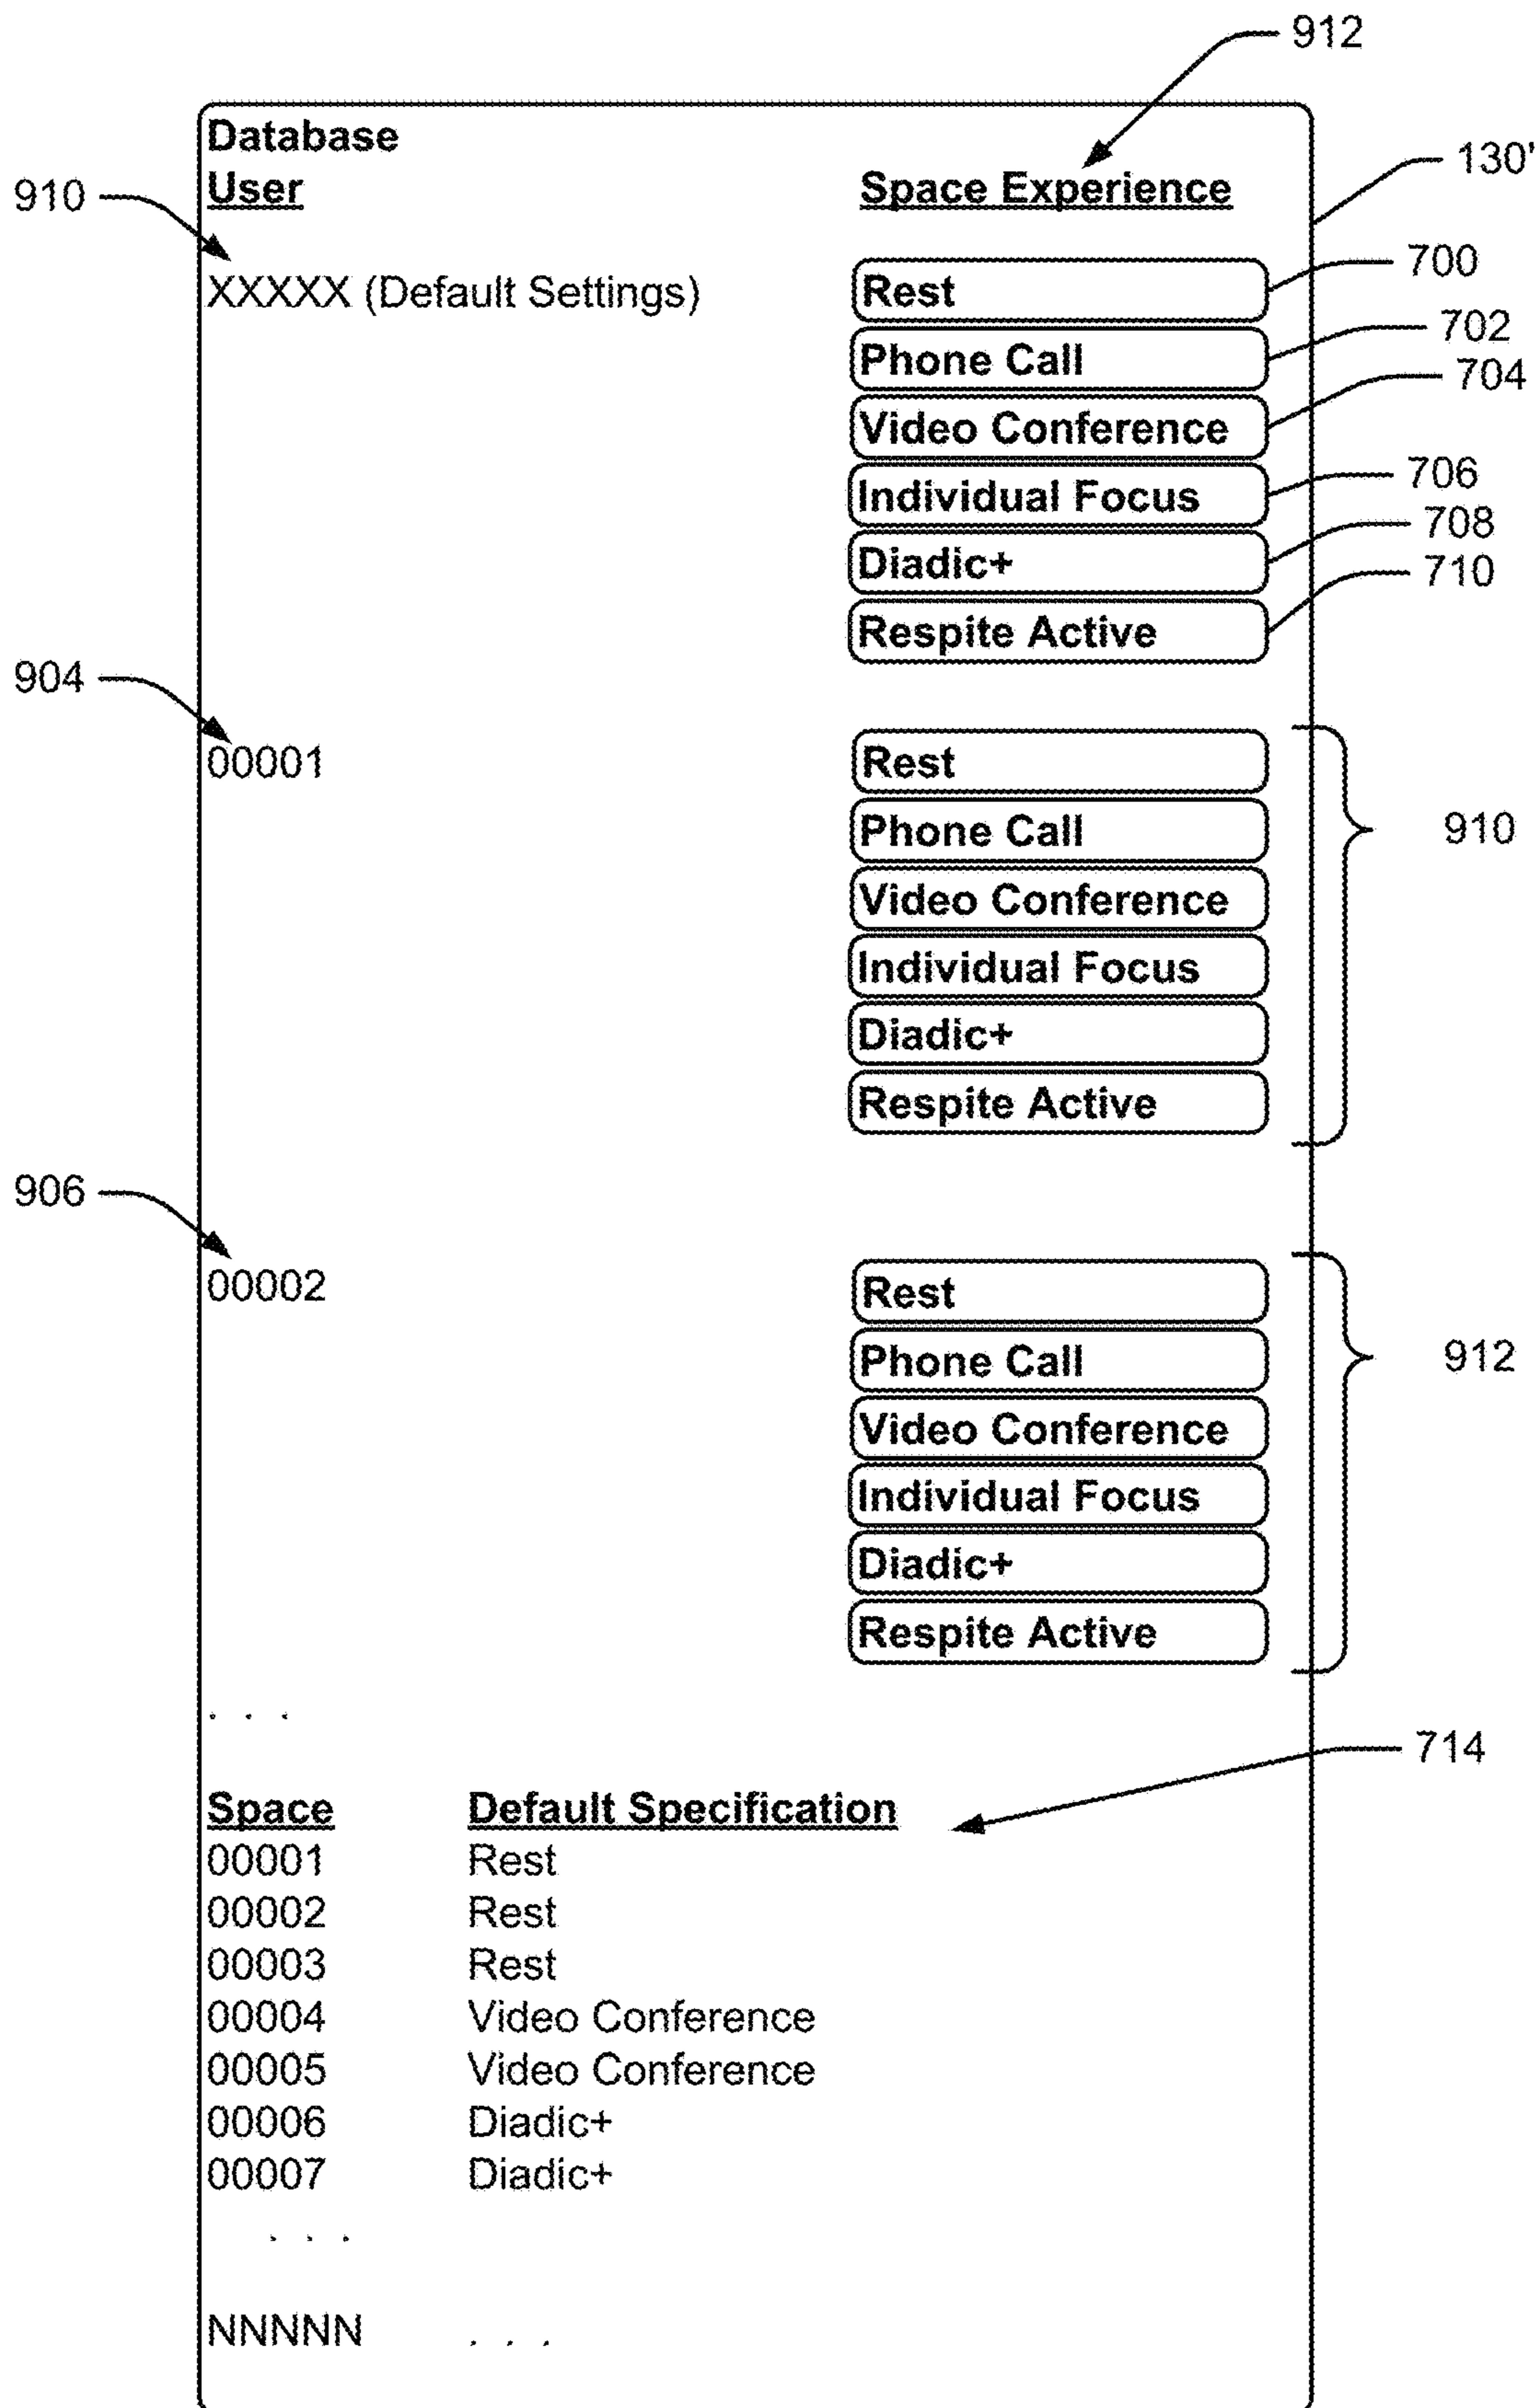 912
Database
130'
User Space Experience
910
700
XXXXX (Default Settings) Rest
702
Phone Call
704
Video Conference
706
Individual Focus
708
Diadic+
710
Respite Active
904
00001 Rest
Phone Call 910
Video Conference
Individual Focus
Diadic+
Respite Active
906
00002 Rest
Phone Call 912
Video Conference
Individual Focus
Diadic+
Respite Active
. . .
714
Space Default Specification
00001 Rest
00002 Rest
00003 Rest
00004 Video Conference
00005 Video Conference
00006 Diadic+
00007 Diadic+
. . .
NNNNN . . .